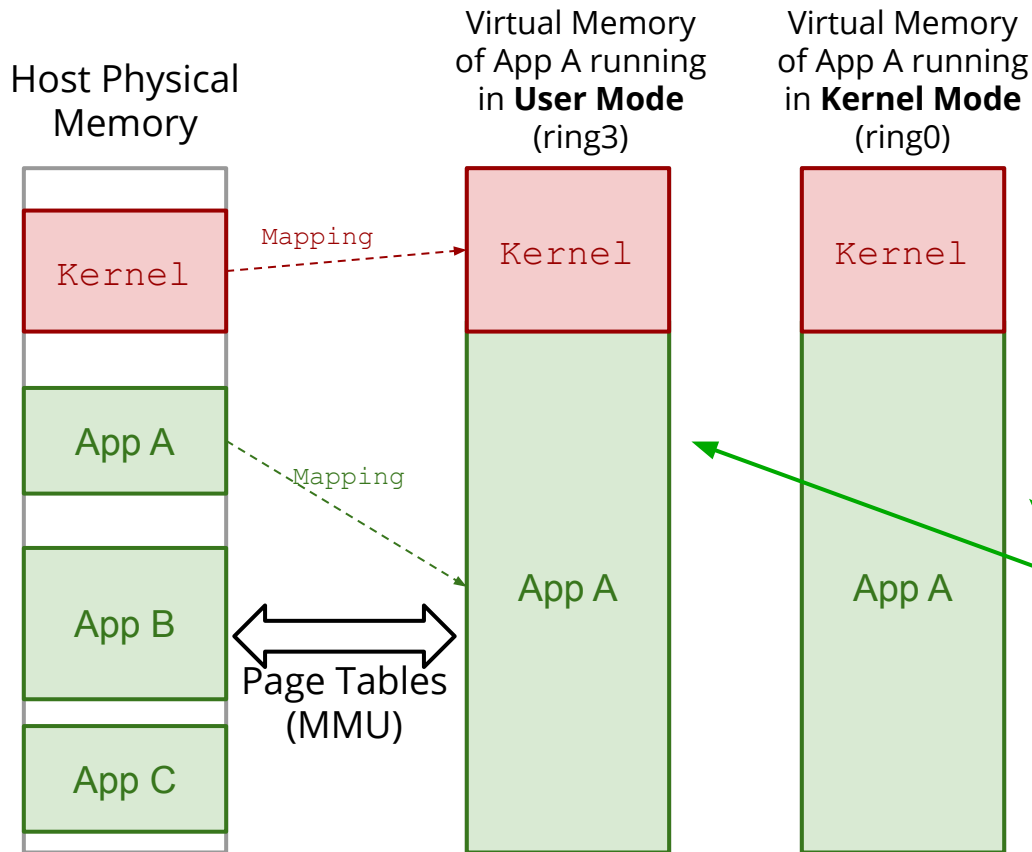 Host Physical
Memory
Virtual Memory
of App A running
in User Mode
(ring3)
Virtual Memory
of App A running
in Kernel Mode
(ring0)
Kernel
Mapping
Kernel
Kernel
App A
Mapping
App B
App A
App A
Page Tables
(MMU)
App C